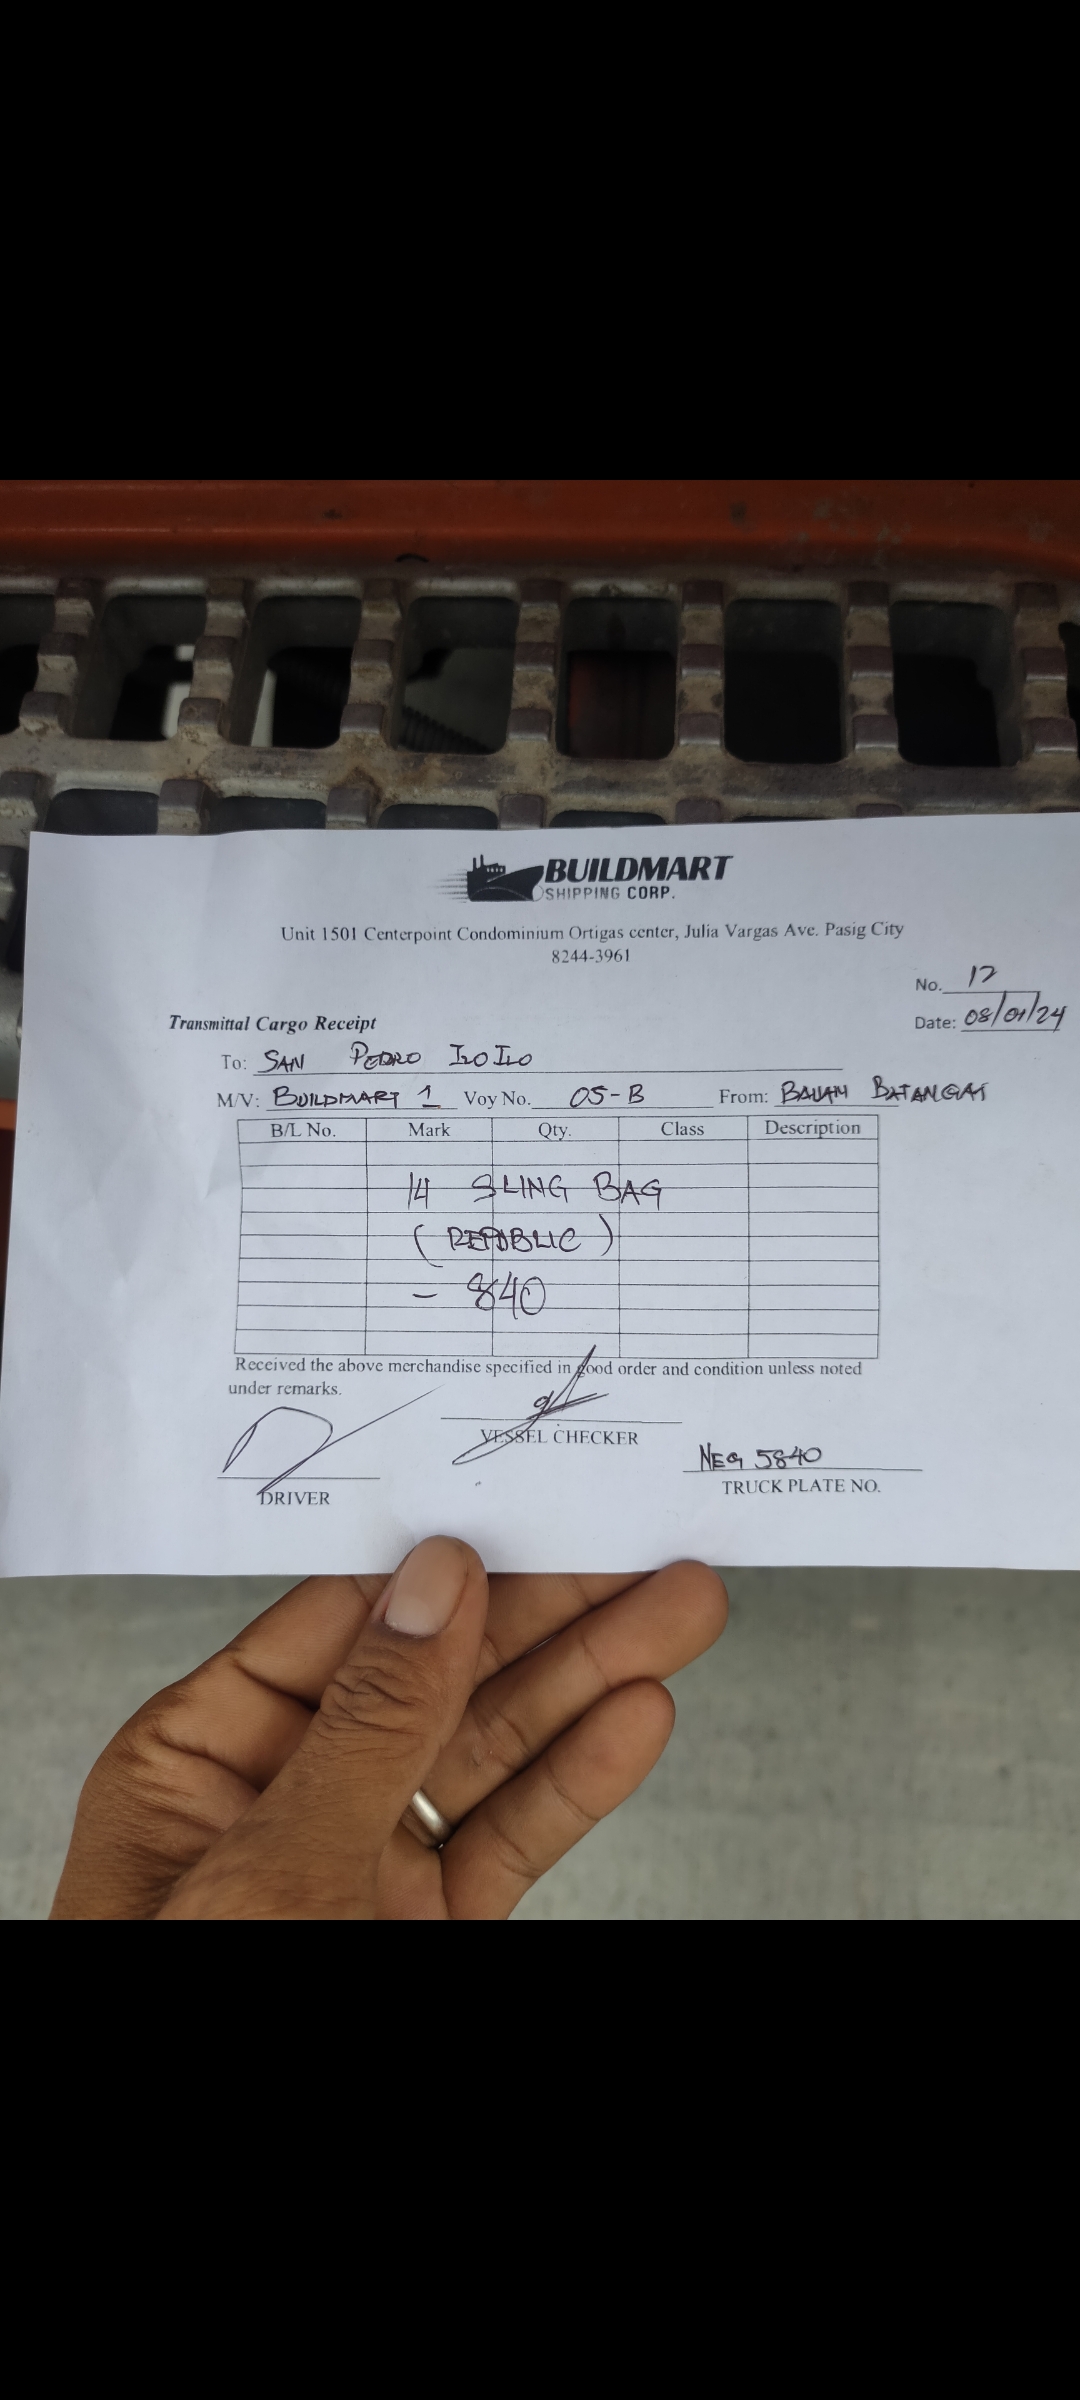 BUILDMART
SHIPPING CORP.
Unit 1501 Centerpoint Condominium Ortigas center, Julia Vargas Ave. Pasig City
8244-3961
No. 12
Transmittal Cargo Receipt
Date: 08/01/24
To: SAN PEDRO ILOILO
M/V: BUILDMART 1 Voy No. 05-B From: BAUAN BATANGAS
B/L No. Mark Qty. Class Description
14 SLING BAG
(REPUBLIC)
- 840
Received the above merchandise specified in good order and condition unless noted
under remarks.
VESSEL CHECKER
NEG 5840
DRIVER
TRUCK PLATE NO.